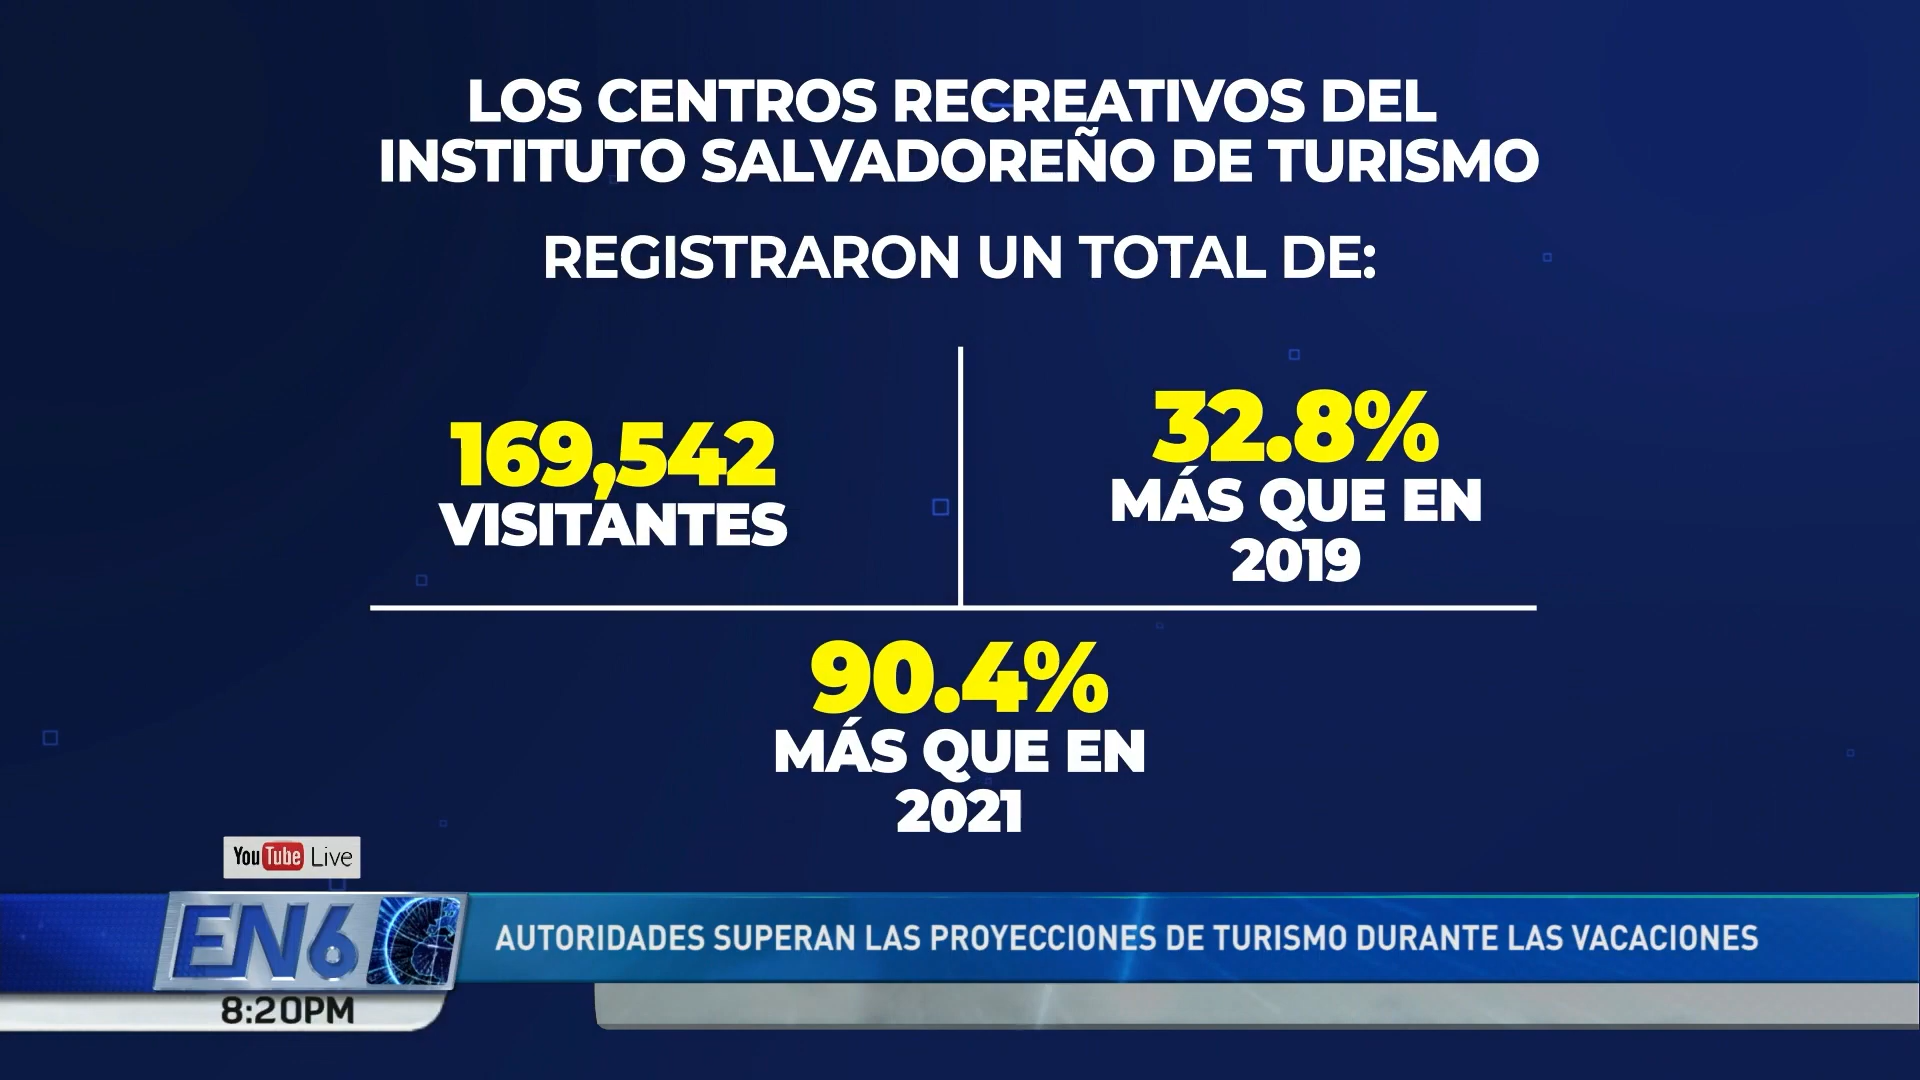 LOS CENTROS RECREATIVOS DEL
INSTITUTO SALVADOREÑO DE TURISMO
REGISTRARON UN TOTAL DE:
169,542
VISITANTES
32.8%
MÁS QUE EN
2019
90.4%
MÁS QUE EN
2021
YouTube Live
EN6
AUTORIDADES SUPERAN LAS PROYECCIONES DE TURISMO DURANTE LAS VACACIONES
8:20PM